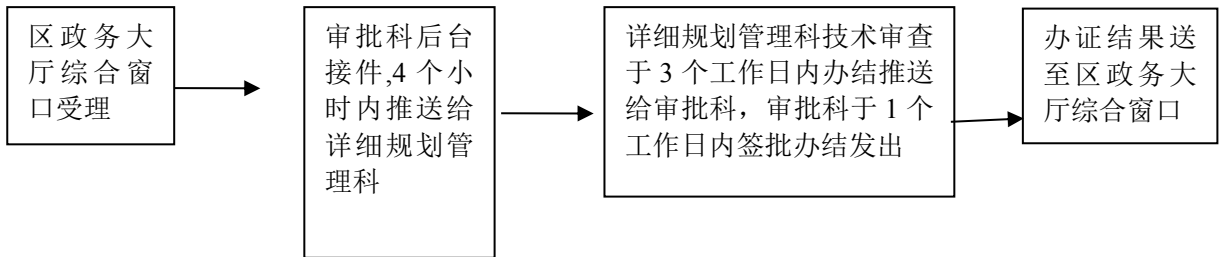 区政务大
厅综合窗
口受理
审批科后台
接件,4 个小
时内推送给
详细规划管
理科
详细规划管理科技术审查
于 3 个工作日内办结推送
给审批科，审批科于 1 个
工作日内签批办结发出
办证结果送
至区政务大
厅综合窗口